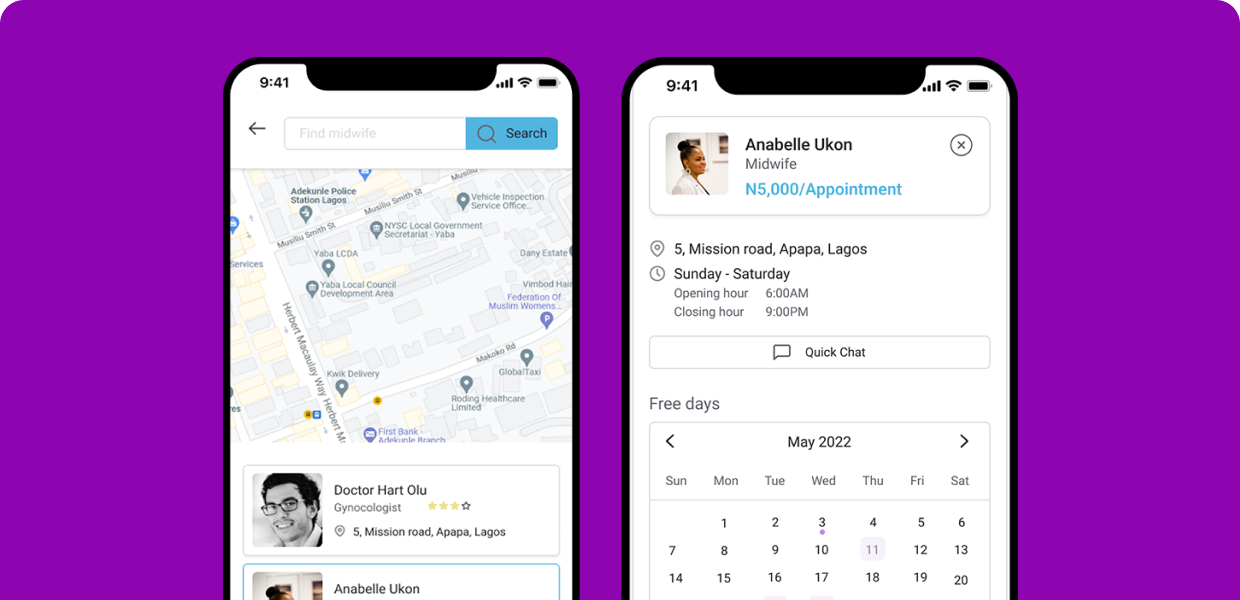 9:41
Find midwife
Search
Adekunle Police
Station Lagos
Musiliu Smith St
Musiliu Smith St
Vehicle Inspection
Service Office...
NYSC Local Government
Secretariat - Yaba
Services
Yaba LCDA
Dany Estate
Yaba Local Council
Development Area
Vimbod Hair
Federation Of
Muslim Womens...
Herbert Macaulay Way
Herbert M
Makoko Rd
GlobalTaxi
Kwik Delivery
Roding Healthcare
Limited
First Bank -
Adekunle Branch
Doctor Hart Olu
Gynocologist
5, Mission road, Apapa, Lagos
Anabelle Ukon
9:41
Anabelle Ukon
Midwife
N5,000/Appointment
5, Mission road, Apapa, Lagos
Sunday - Saturday
Opening hour 6:00AM
Closing hour 9:00PM
Quick Chat
Free days
May 2022
Sun Mon Tue Wed Thu Fri Sat
1 2 3 4 5 6
7 8 9 10 11 12 13
14 15 16 17 18 19 20